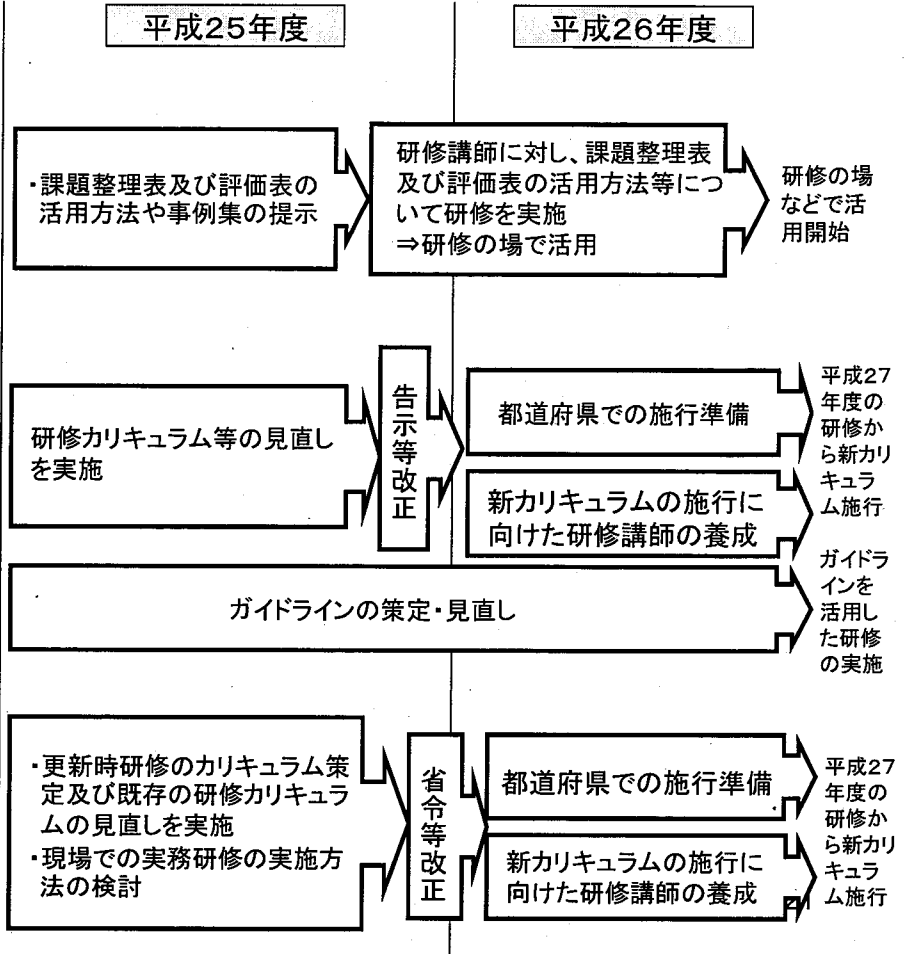 平成25年度
平成26年度
・課題整理表及び評価表の
活用方法や事例集の提示
研修講師に対し、課題整理表
及び評価表の活用方法等につ
いて研修を実施
⇒研修の場で活用
研修の場
などで活
用開始
研修カリキュラム等の見直し
を実施
告示等改正
都道府県での施行準備
新カリキュラムの施行に
向けた研修講師の養成
平成27
年度の
研修か
ら新カリ
キュラ
ム施行
ガイドラインの策定・見直し
ガイドラ
インを
活用し
た研修
の実施
・更新時研修のカリキュラム策
定及び既存の研修カリキュラ
ムの見直しを実施
・現場での実務研修の実施方
法の検討
省令等改正
都道府県での施行準備
新カリキュラムの施行に
向けた研修講師の養成
平成27
年度の
研修か
ら新カリ
キュラ
ム施行
21